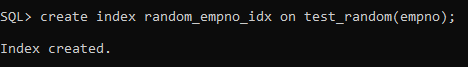 SQL> create index random_empno_idx on test_random(empno);
Index created.